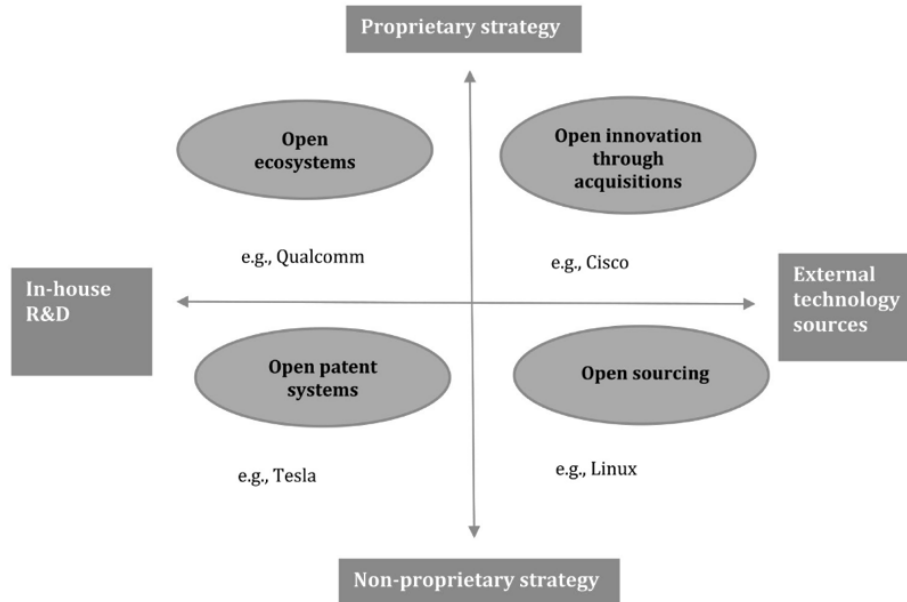 Proprietary strategy
Open
ecosystems
Open innovation
through
acquisitions
e.g., Qualcomm
e.g., Cisco
In-house
R&D
External
technology
sources
Open patent
systems
Open sourcing
e.g., Tesla
e.g., Linux
Non-proprietary strategy